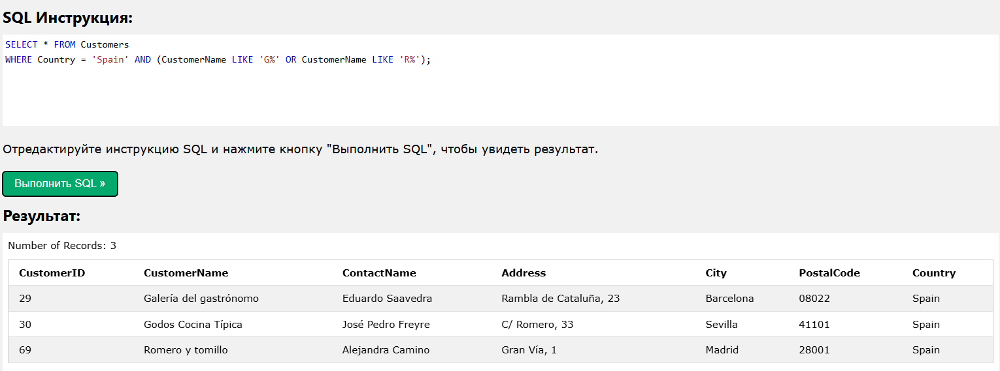 SQL Инструкция:
SELECT * FROM Customers
WHERE Country = 'Spain' AND (CustomerName LIKE 'G%' OR CustomerName LIKE 'R%');
Отредактируйте инструкцию SQL и нажмите кнопку "Выполнить SQL", чтобы увидеть результат.
Выполнить SQL »
Результат:
Number of Records: 3
CustomerID CustomerName ContactName Address City PostalCode Country
29 Galería del gastrónomo Eduardo Saavedra Rambla de Cataluña, 23 Barcelona 08022 Spain
30 Godos Cocina Típica José Pedro Freyre C/ Romero, 33 Sevilla 41101 Spain
69 Romero y tomillo Alejandra Camino Gran Vía, 1 Madrid 28001 Spain